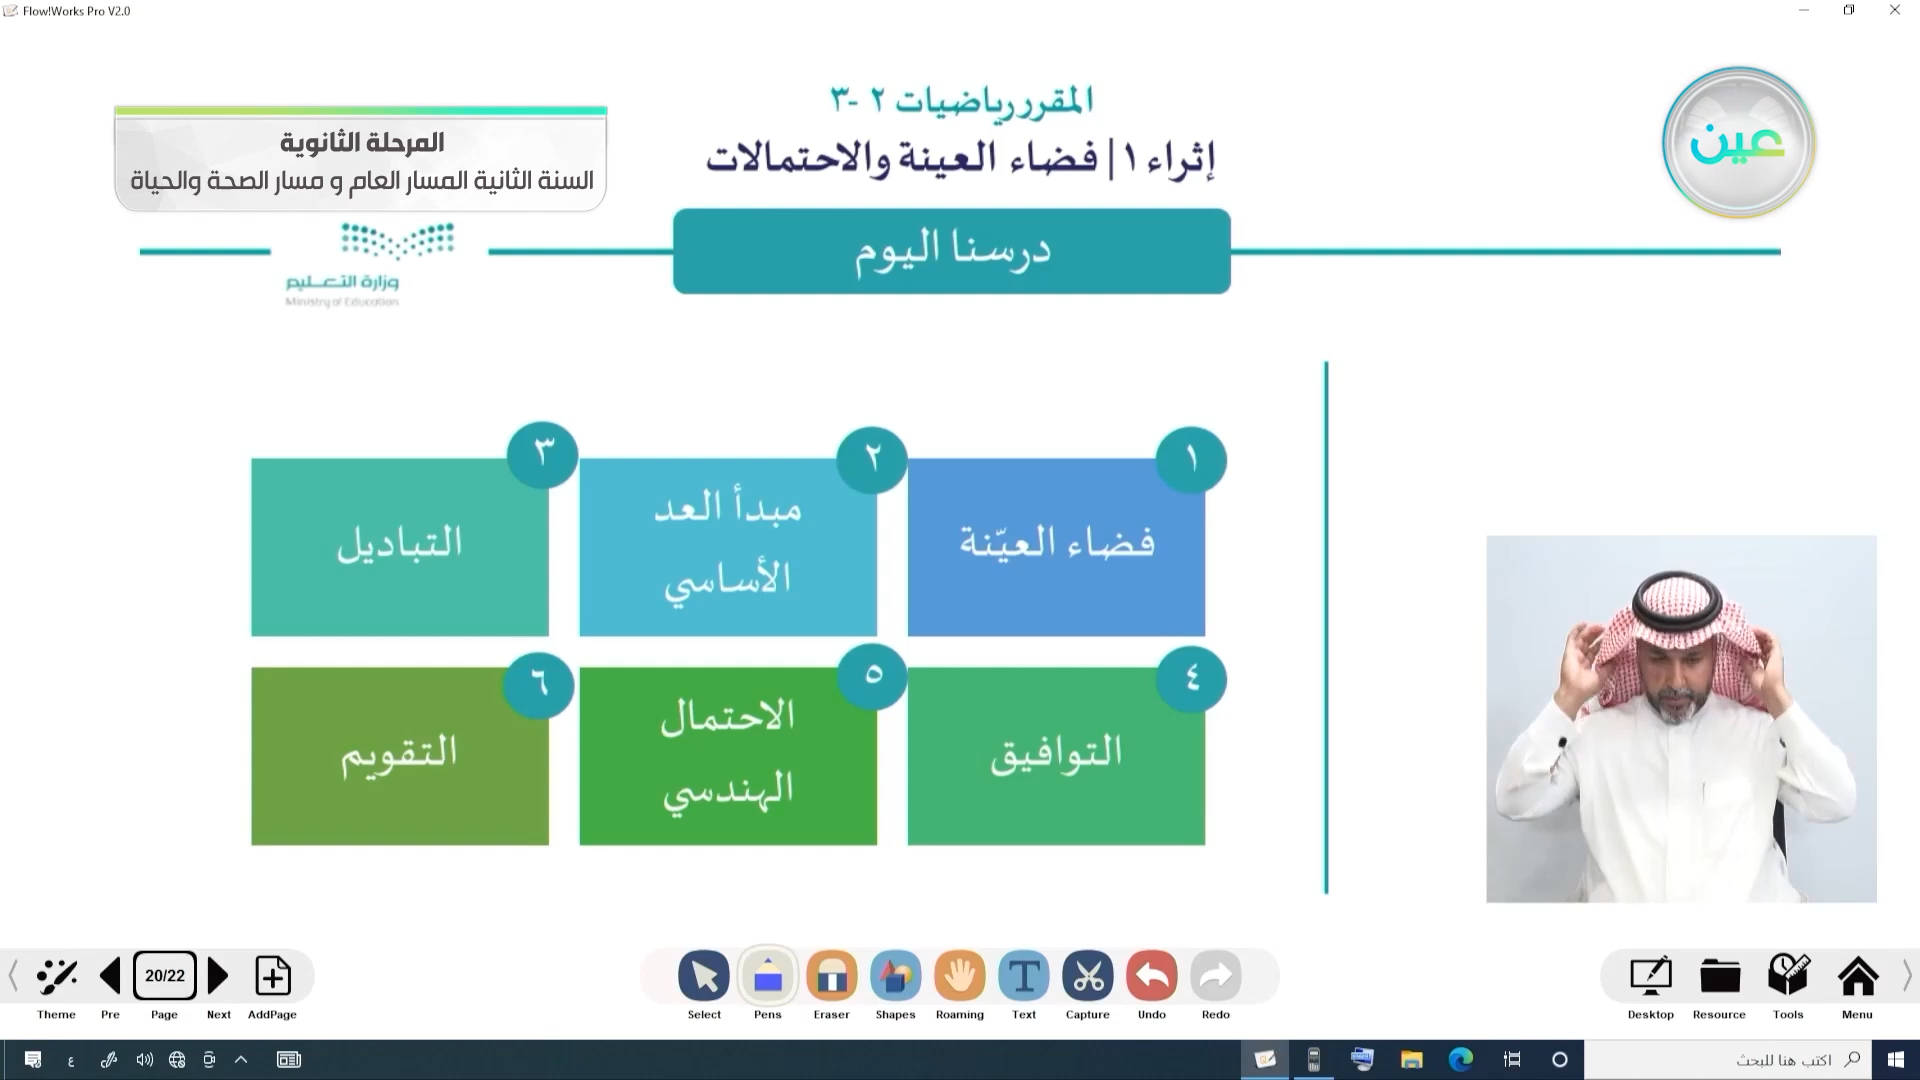 Flow!Works Pro V2.0
المقرر رياضيات ٢ -٣
إثراء ١ | فضاء العينة والاحتمالات
المرحلة الثانوية
السنة الثانية المسار العام و مسار الصحة والحياة
عين
وزارة التعليم
Ministry of Education
درسنا اليوم
١
فضاء العيّنة
٢
مبدأ العد
الأساسي
٣
التباديل
٤
التوافيق
٥
الاحتمال
الهندسي
٦
التقويم
20/22
Theme Pre Page Next AddPage
Select Pens Eraser Shapes Roaming Text Capture Undo Redo
Desktop Resource Tools Menu
ع
اكتب هنا للبحث